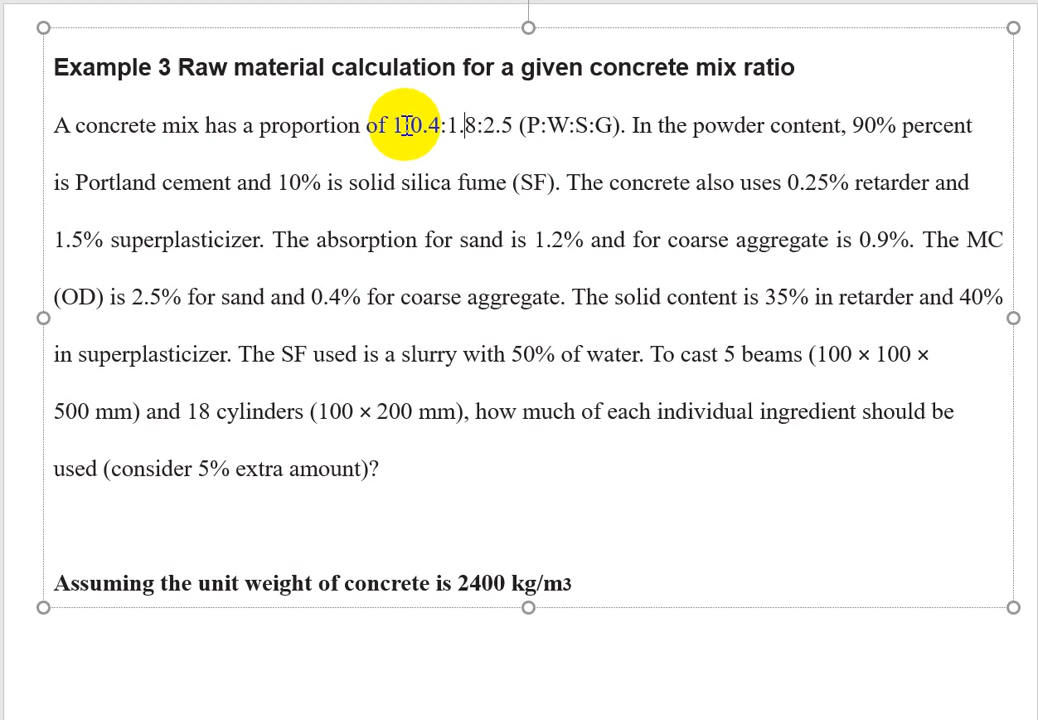 Example 3 Raw material calculation for a given concrete mix ratio
A concrete mix has a proportion of 1:0.4:1.8:2.5 (P:W:S:G). In the powder content, 90% percent
is Portland cement and 10% is solid silica fume (SF). The concrete also uses 0.25% retarder and
1.5% superplasticizer. The absorption for sand is 1.2% and for coarse aggregate is 0.9%. The MC
(OD) is 2.5% for sand and 0.4% for coarse aggregate. The solid content is 35% in retarder and 40%
in superplasticizer. The SF used is a slurry with 50% of water. To cast 5 beams (100 × 100 ×
500 mm) and 18 cylinders (100 × 200 mm), how much of each individual ingredient should be
used (consider 5% extra amount)?
Assuming the unit weight of concrete is 2400 kg/m3